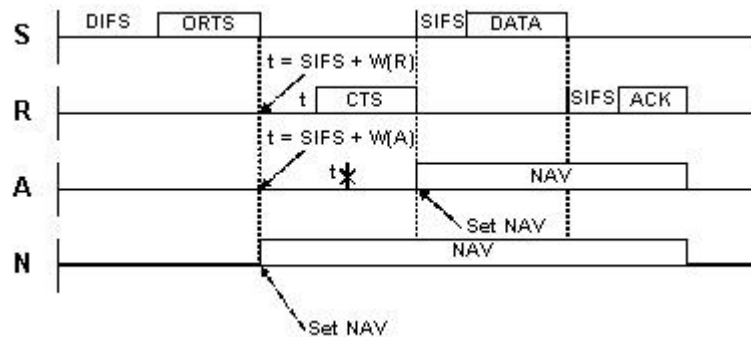 S DIFS ORTS SIFS DATA
t = SIFS + W(R)
R t CTS SIFS ACK
t = SIFS + W(A)
A t NAV
Set NAV
N NAV
Set NAV